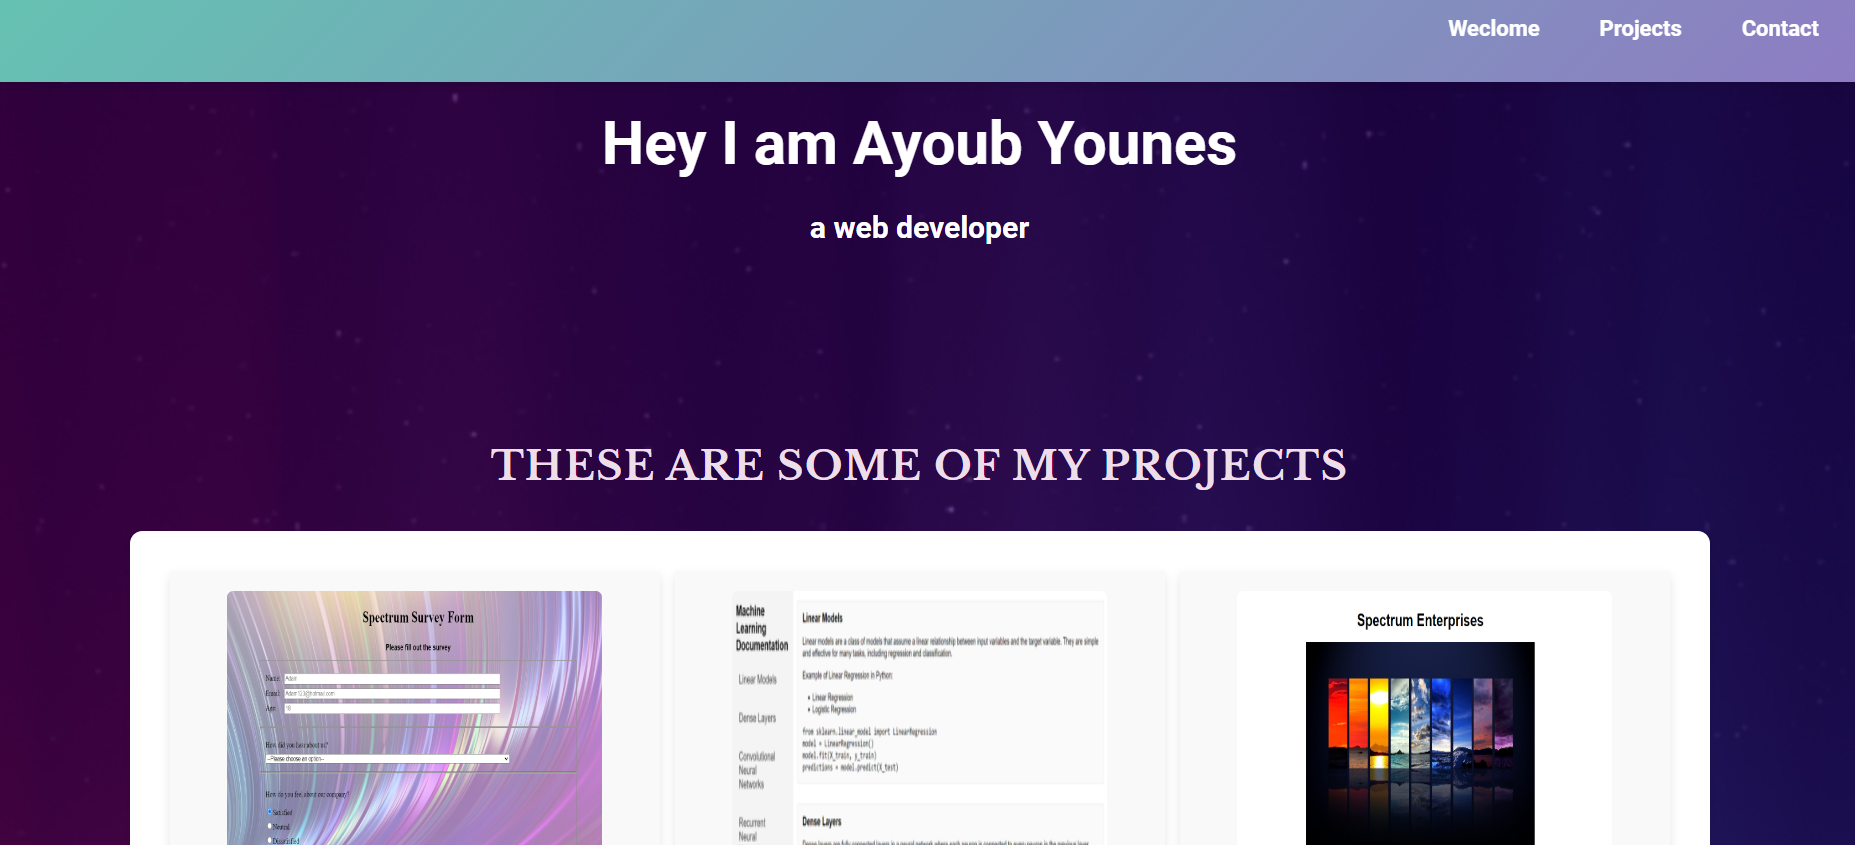 Weclome Projects Contact
Hey I am Ayoub Younes
a web developer
THESE ARE SOME OF MY PROJECTS
Spectrum Survey Form
Please fill out the survey
Name:
Adam
Email:
Adam123@hotmail.com
Age:
18
How did you hear about us?
--Please choose an option--
How do you feel about our company?
Satisfied
Neutral
Dissatisfied
Machine
Learning
Documentation
Linear Models
Dense Layers
Convolutional
Neural
Networks
Recurrent
Neural
Linear Models
Linear models are a class of models that assume a linear relationship between input variables and the target variable. They are simple
and effective for many tasks, including regression and classification.
Example of Linear Regression in Python:
Linear Regression
Logistic Regression
from sklearn.linear_model import LinearRegression
model = LinearRegression()
model.fit(X_train, y_train)
predictions = model.predict(X_test)
Dense Layers
Spectrum Enterprises